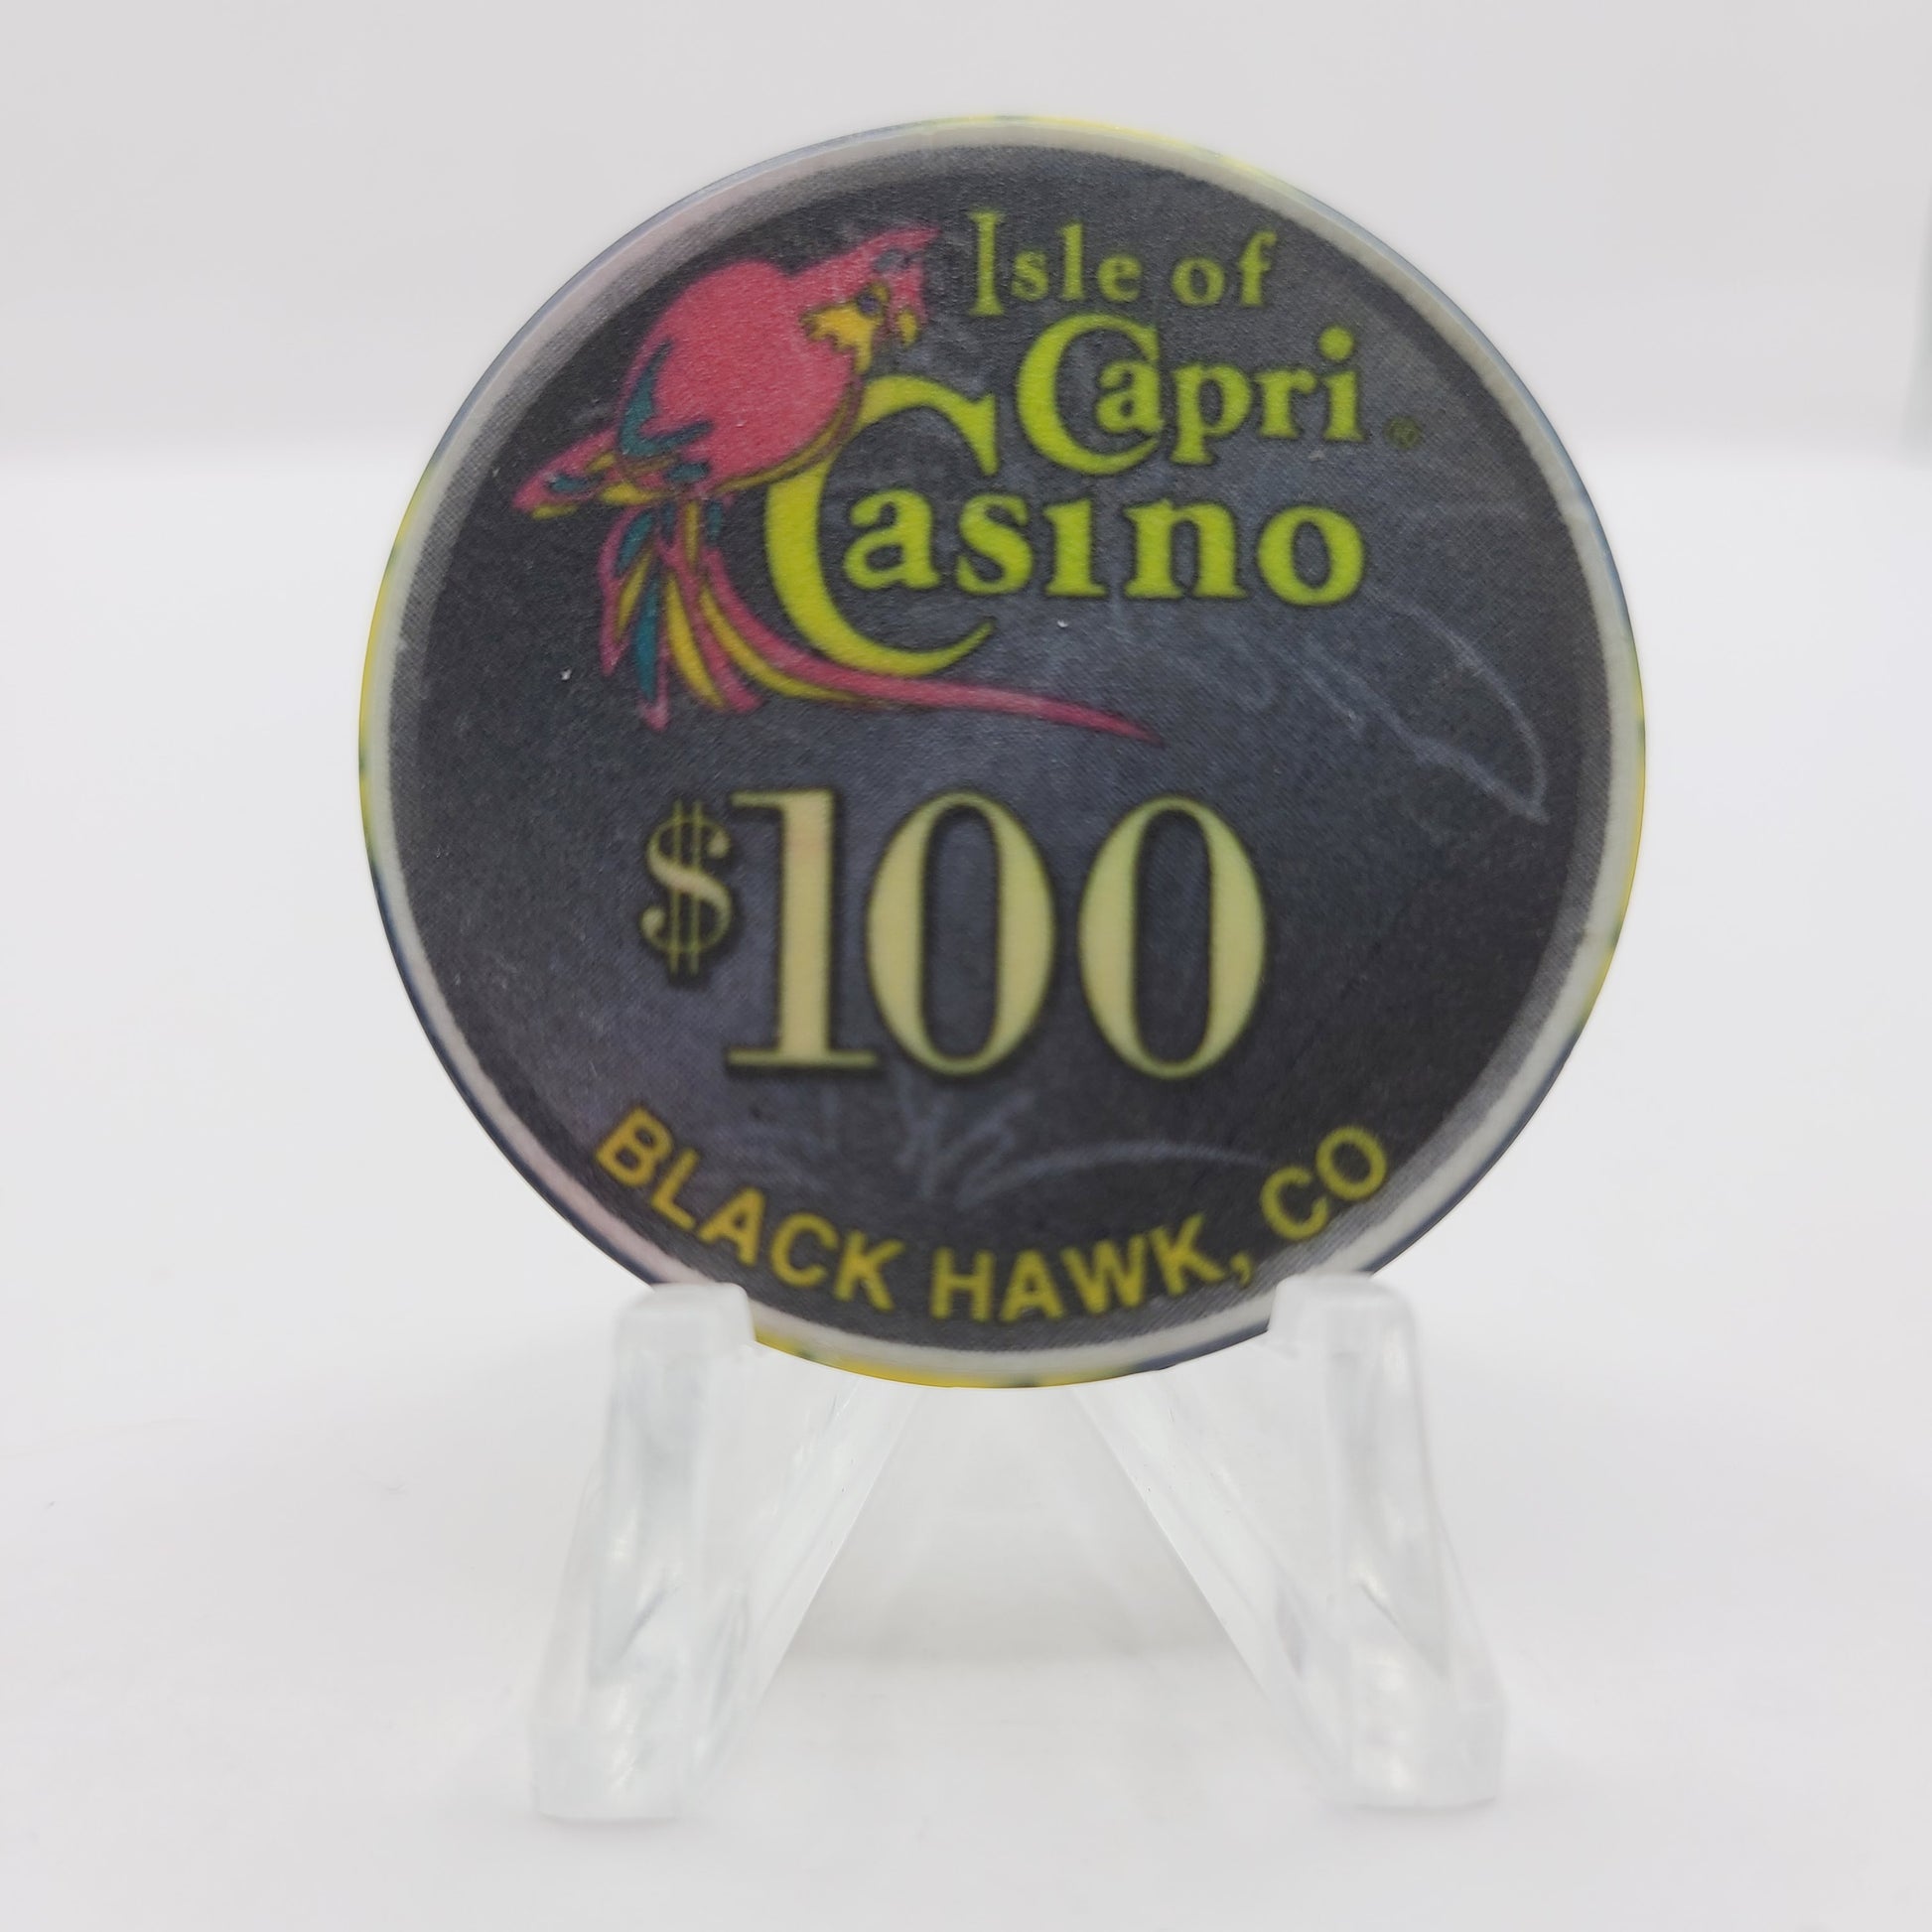 Isle of
Capri
Casino
$100
BLACK HAWK, CO